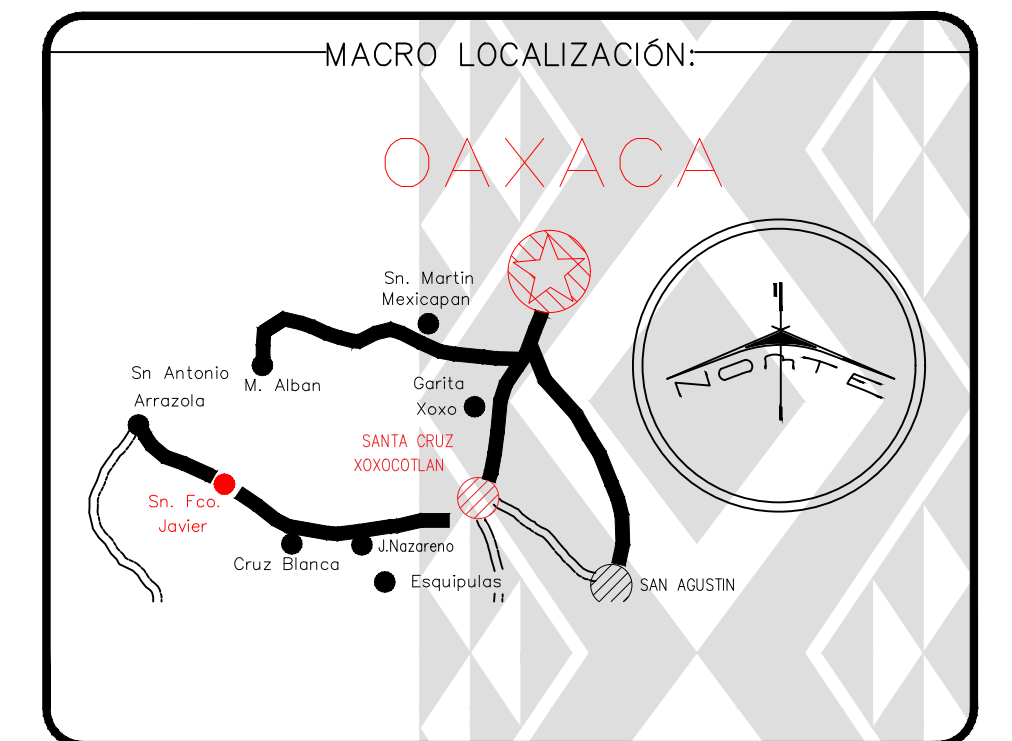 MACRO LOCALIZACIÓN:
OAXACA
Sn. Martin
Mexicapan
Sn Antonio
Arrazola
M. Alban
Garita
Xoxo
SANTA CRUZ
XOXOCOTLAN
Sn. Fco.
Javier
Cruz Blanca
J.Nazareno
Esquipulas
SAN AGUSTIN
NORTE